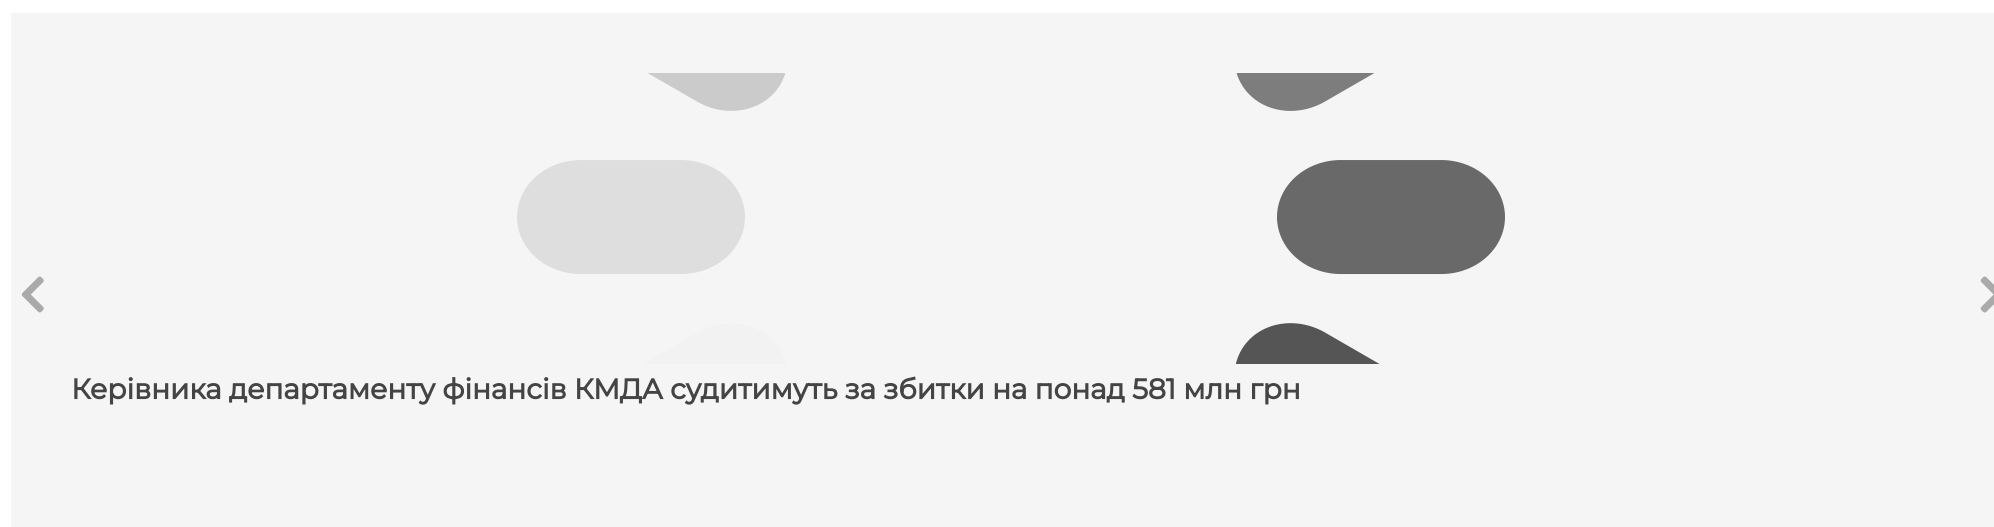 Керівника департаменту фінансів КМДА судитимуть за збитки на понад 581 млн грн